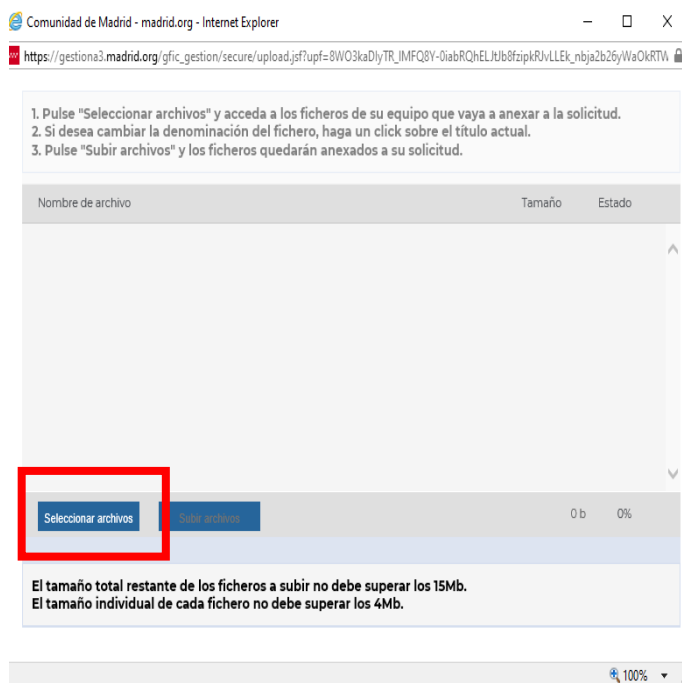 Comunidad de Madrid - madrid.org - Internet Explorer
https://gestiona3.madrid.org/gfic_gestion/secure/upload.jsf?upf=8WO3kaDIyTR_IMFQ8Y-0iabRQhELJtJb8fzipkRJvLLEk_nbja2b26yWaOkRTW
1. Pulse "Seleccionar archivos" y acceda a los ficheros de su equipo que vaya a anexar a la solicitud.
2. Si desea cambiar la denominación del fichero, haga un click sobre el título actual.
3. Pulse "Subir archivos" y los ficheros quedarán anexados a su solicitud.
Nombre de archivo Tamaño Estado
Seleccionar archivos Subir archivos 0 b 0%
El tamaño total restante de los ficheros a subir no debe superar los 15Mb.
El tamaño individual de cada fichero no debe superar los 4Mb.
100%